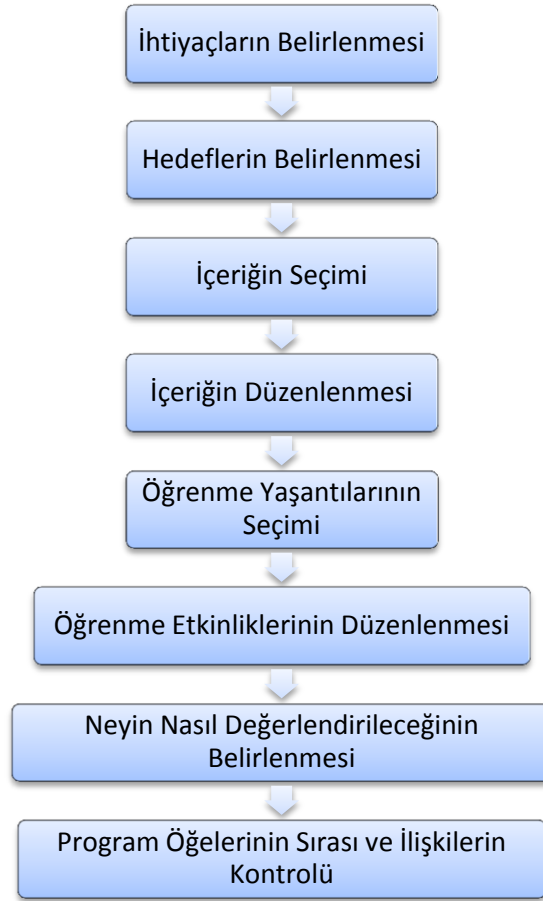 İhtiyaçların Belirlenmesi
Hedeflerin Belirlenmesi
İçeriğin Seçimi
İçeriğin Düzenlenmesi
Öğrenme Yaşantılarının
Seçimi
Öğrenme Etkinliklerinin Düzenlenmesi
Neyin Nasıl Değerlendirileceğinin
Belirlenmesi
Program Öğelerinin Sırası ve İlişkilerin
Kontrolü